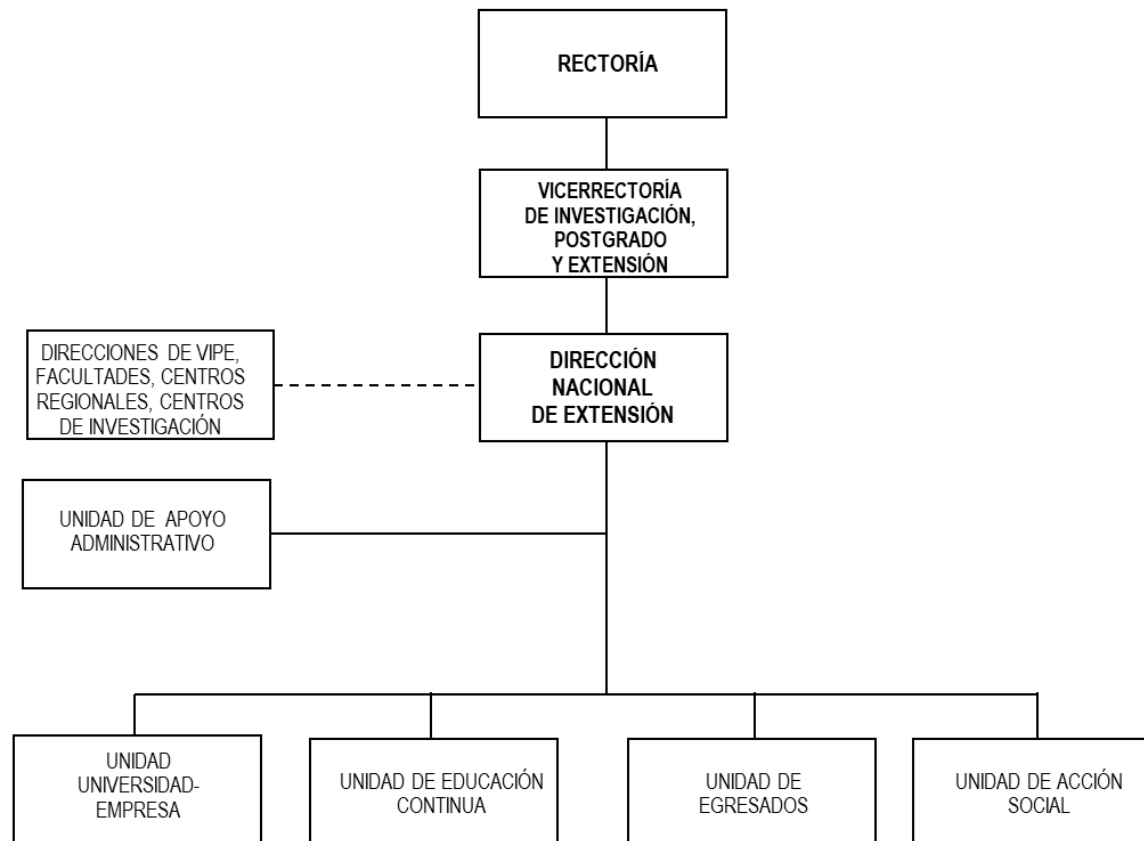 RECTORÍA
VICERRECTORÍA
DE INVESTIGACIÓN,
POSTGRADO
Y EXTENSIÓN
DIRECCIONES DE VIPE,
FACULTADES, CENTROS
REGIONALES, CENTROS
DE INVESTIGACIÓN
DIRECCIÓN
NACIONAL
DE EXTENSIÓN
UNIDAD DE APOYO
ADMINISTRATIVO
UNIDAD
UNIVERSIDAD-
EMPRESA
UNIDAD DE EDUCACIÓN
CONTINUA
UNIDAD DE
EGRESADOS
UNIDAD DE ACCIÓN
SOCIAL